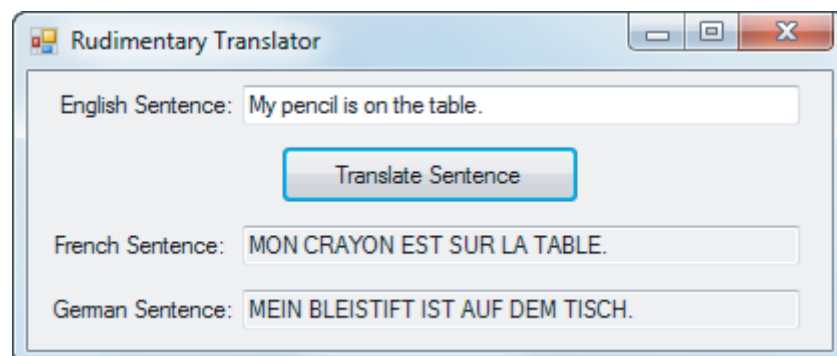 Rudimentary Translator
English Sentence: My pencil is on the table.
Translate Sentence
French Sentence: MON CRAYON EST SUR LA TABLE.
German Sentence: MEIN BLEISTIFT IST AUF DEM TISCH.